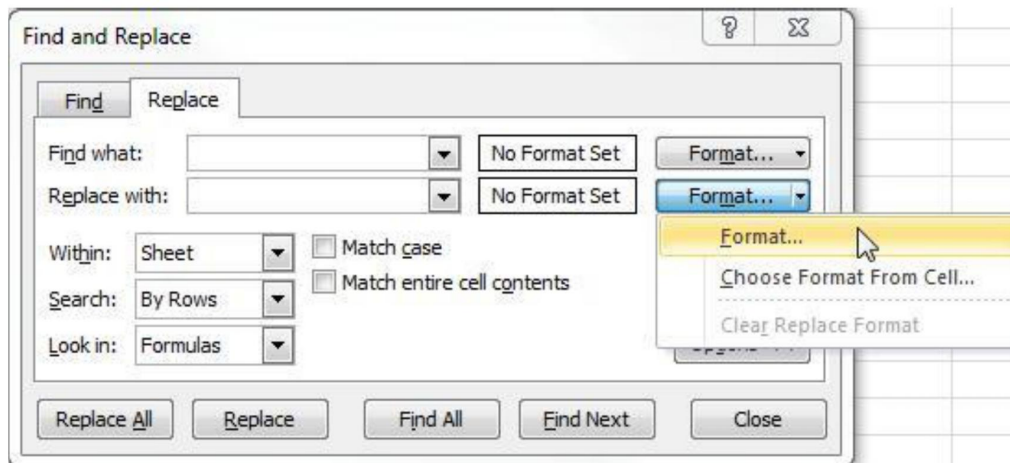 Find and Replace
Find Replace
Find what: No Format Set Format...
Replace with: No Format Set Format...
Format...
Within: Sheet Match case
Choose Format From Cell...
Search: By Rows Match entire cell contents
Clear Replace Format
Look in: Formulas
Replace All Replace Find All Find Next Close